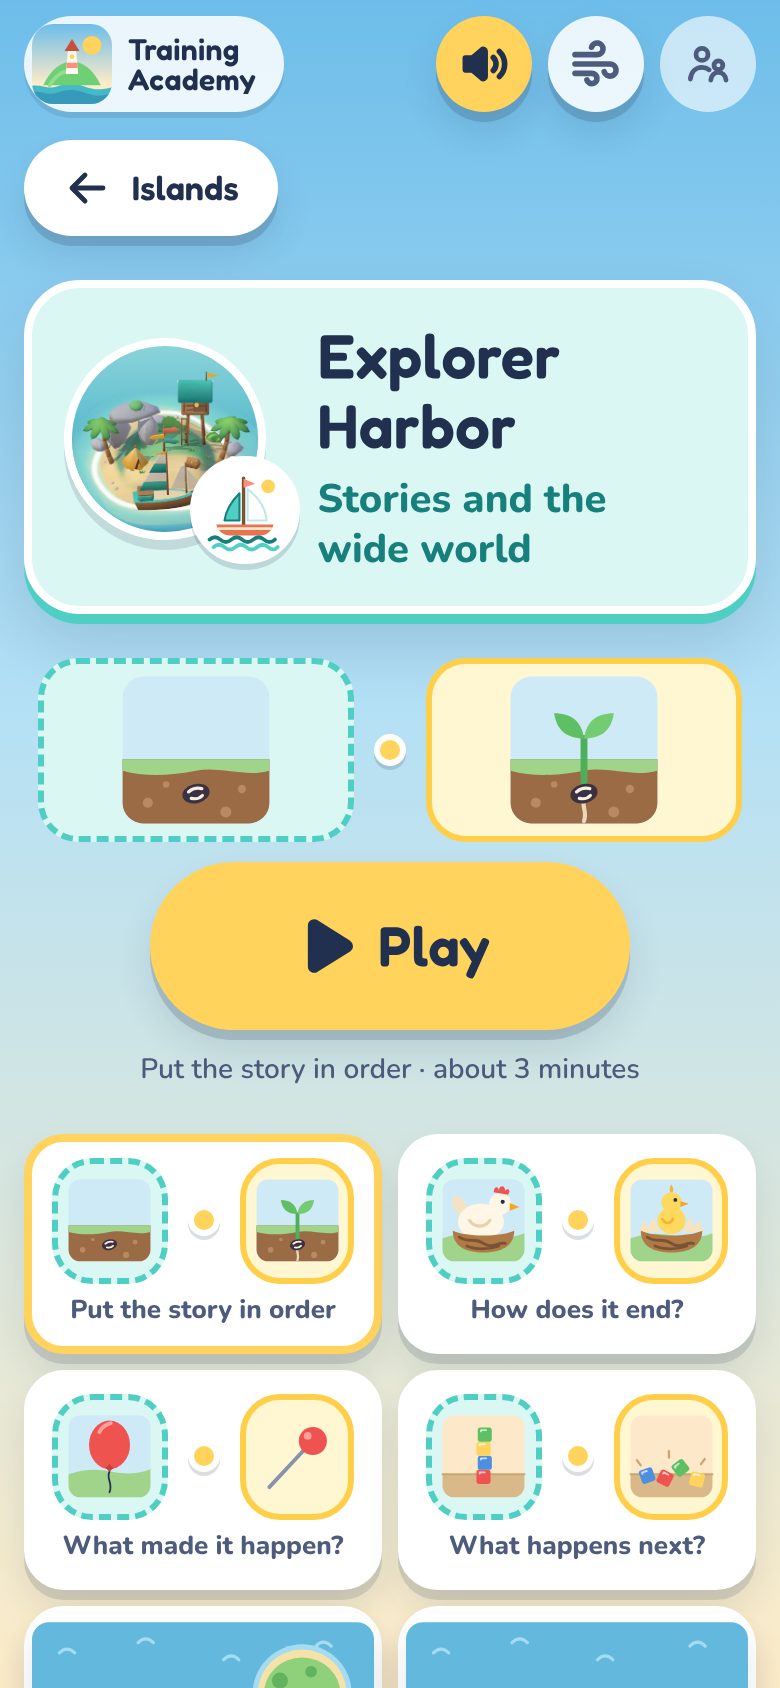 Training
Academy
Islands
Explorer
Harbor
Stories and the
wide world
Play
Put the story in order · about 3 minutes
Put the story in order
How does it end?
What made it happen?
What happens next?